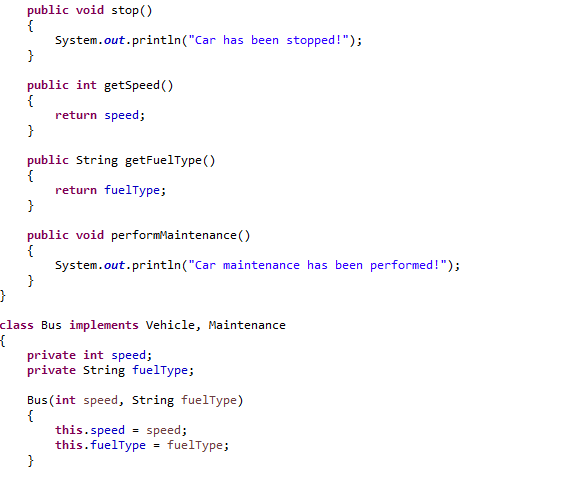 public void stop()
    {
        System.out.println("Car has been stopped!");
    }

    public int getSpeed()
    {
        return speed;
    }

    public String getFuelType()
    {
        return fuelType;
    }

    public void performMaintenance()
    {
        System.out.println("Car maintenance has been performed!");
    }
}

class Bus implements Vehicle, Maintenance
{
    private int speed;
    private String fuelType;

    Bus(int speed, String fuelType)
    {
        this.speed = speed;
        this.fuelType = fuelType;
    }